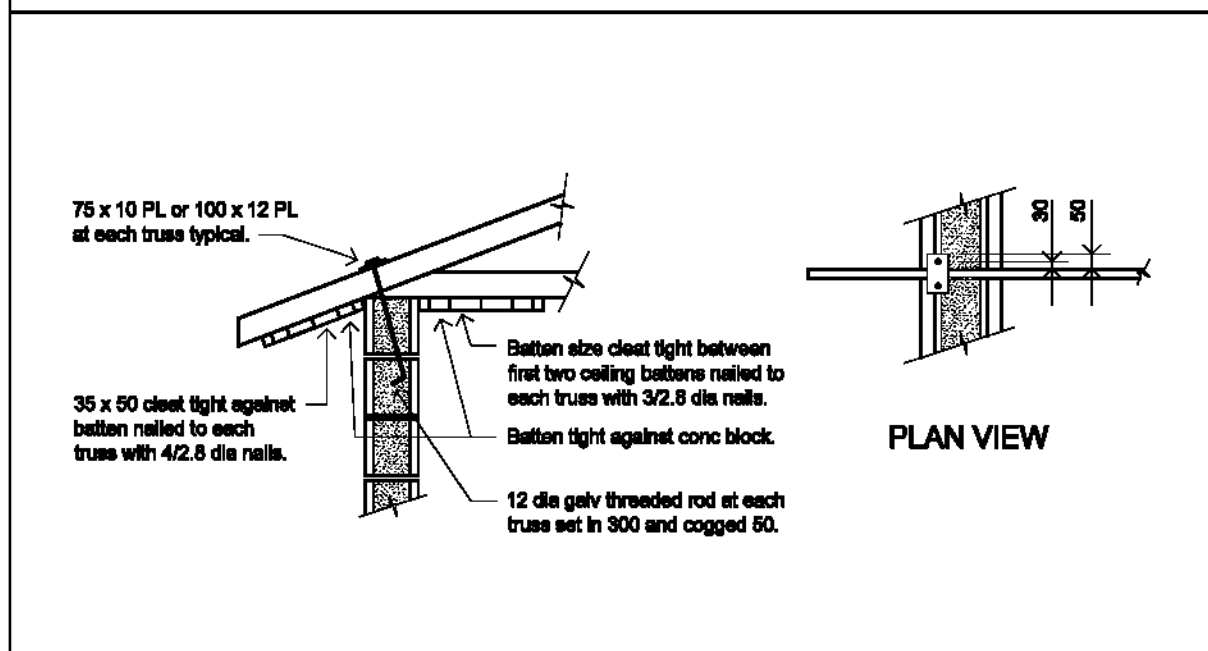 75 x 10 PL or 100 x 12 PL
at each truss typical.
35 x 50 cleat tight against
batten nailed to each
truss with 4/2.8 dia nails.
Batten size cleat tight between
first two ceiling battens nailed to
each truss with 3/2.8 dia nails.
Batten tight against conc block.
12 dia galv threaded rod at each
truss set in 300 and cogged 50.
30
50
PLAN VIEW